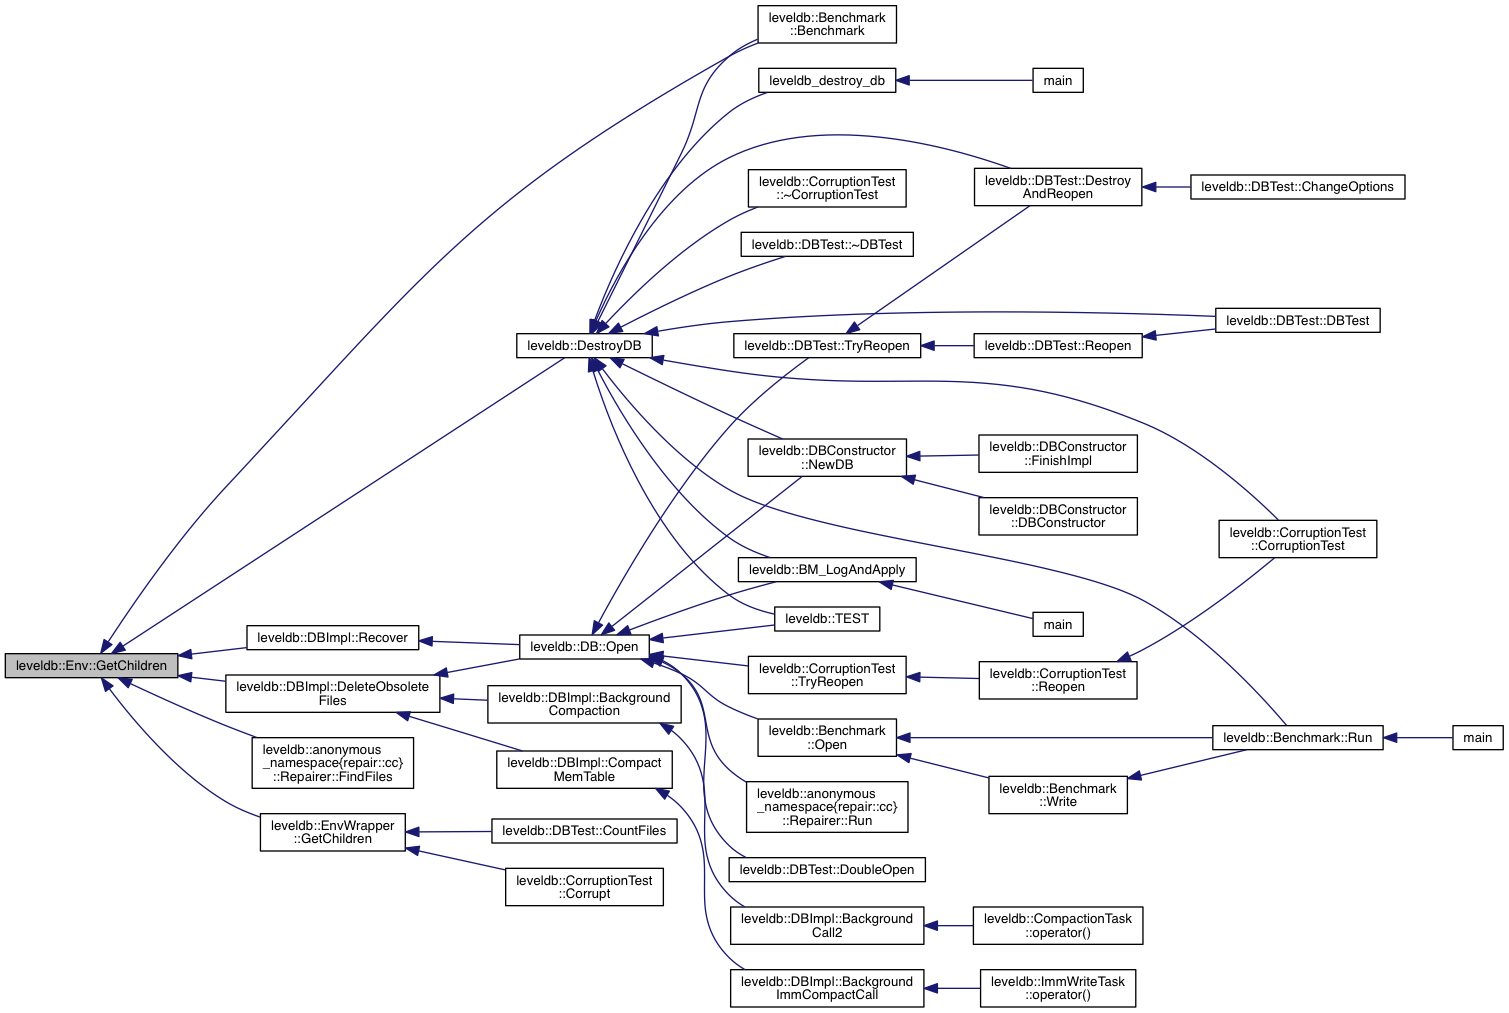 leveldb::Benchmark
::Benchmark
leveldb_destroy_db
main
leveldb::CorruptionTest
::~CorruptionTest
leveldb::DBTest::Destroy
AndReopen
leveldb::DBTest::ChangeOptions
leveldb::DBTest::~DBTest
leveldb::DBTest::DBTest
leveldb::DestroyDB
leveldb::DBTest::TryReopen
leveldb::DBTest::Reopen
leveldb::DBConstructor
::NewDB
leveldb::DBConstructor
::FinishImpl
leveldb::DBConstructor
::DBConstructor
leveldb::CorruptionTest
::CorruptionTest
leveldb::BM_LogAndApply
leveldb::TEST
main
leveldb::Env::GetChildren
leveldb::DBImpl::Recover
leveldb::DB::Open
leveldb::DBImpl::DeleteObsolete
Files
leveldb::DBImpl::Background
Compaction
leveldb::CorruptionTest
::TryReopen
leveldb::CorruptionTest
::Reopen
leveldb::anonymous
_namespace{repair::cc}
::Repairer::FindFiles
leveldb::DBImpl::Compact
MemTable
leveldb::Benchmark
::Open
leveldb::Benchmark::Run
main
leveldb::anonymous
_namespace{repair::cc}
::Repairer::Run
leveldb::Benchmark
::Write
leveldb::EnvWrapper
::GetChildren
leveldb::DBTest::CountFiles
leveldb::CorruptionTest
::Corrupt
leveldb::DBTest::DoubleOpen
leveldb::DBImpl::Background
Call2
leveldb::CompactionTask
::operator()
leveldb::DBImpl::Background
ImmCompactCall
leveldb::ImmWriteTask
::operator()